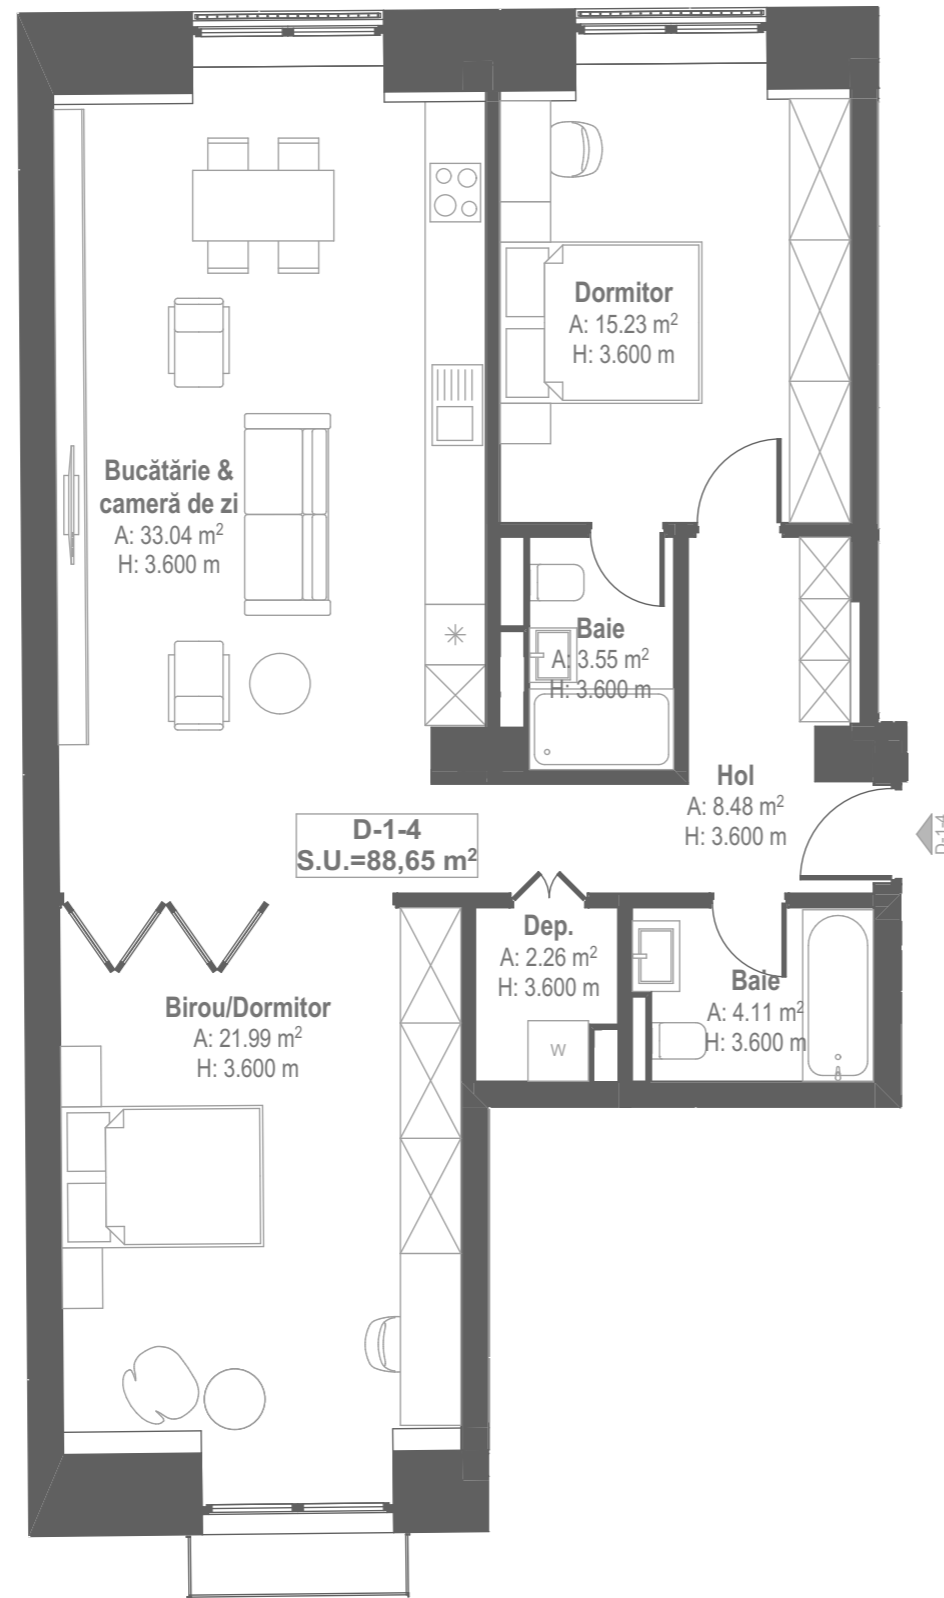 Dormitor
A: 15.23 m²
H: 3.600 m
Bucătărie &
cameră de zi
A: 33.04 m²
H: 3.600 m
Baie
A: 3.55 m²
H: 3.600 m
Hol
A: 8.48 m²
H: 3.600 m
D-1-4
D-1-4
S.U.=88,65 m²
Dep.
A: 2.26 m²
H: 3.600 m
W
Baie
A: 4.11 m²
H: 3.600 m
Birou/Dormitor
A: 21.99 m²
H: 3.600 m